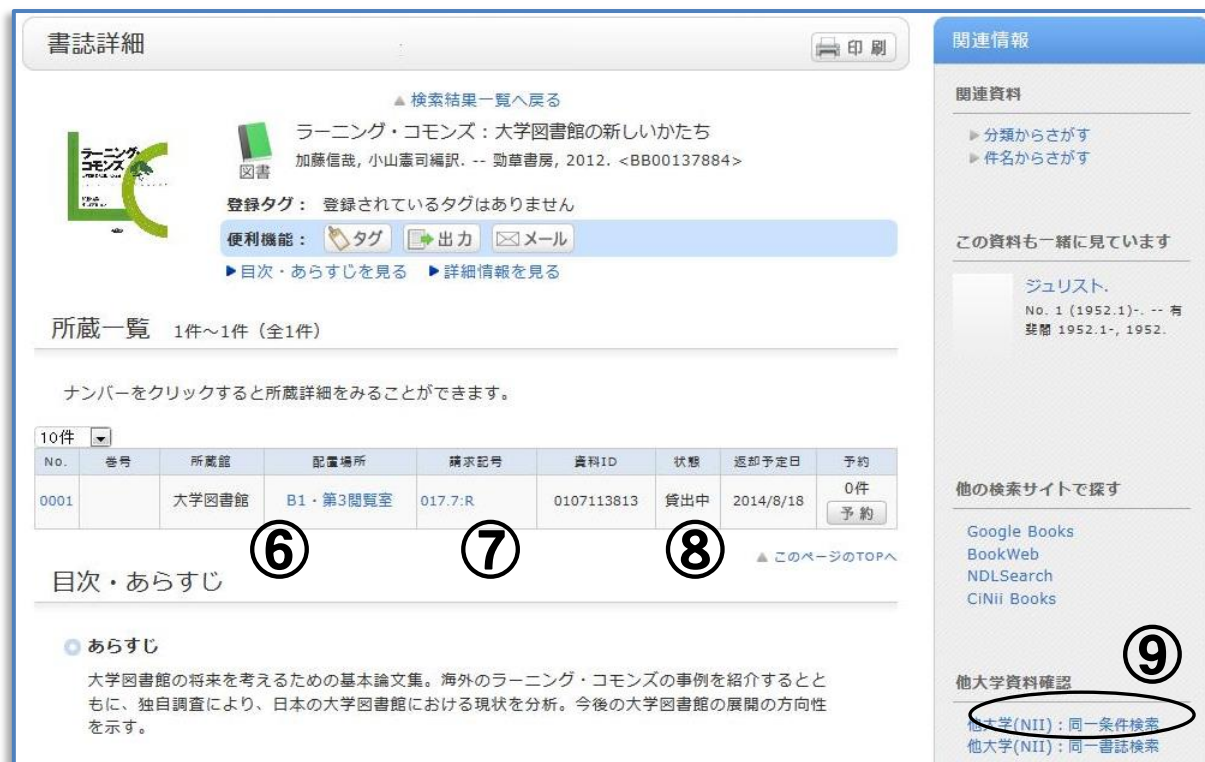 書誌詳細
印刷
▲検索結果一覧へ戻る
ラーニング・
コモンズ
図書
ラーニング・コモンズ：大学図書館の新しいかたち
加藤信哉, 小山憲司編訳. -- 勁草書房, 2012. <BB00137884>
登録タグ： 登録されているタグはありません
便利機能： タグ 出力 メール
▶目次・あらすじを見る ▶詳細情報を見る
所蔵一覧 1件～1件（全1件）
ナンバーをクリックすると所蔵詳細をみることができます。
10件
No. 巻号 所蔵館 配置場所 請求記号 資料ID 状態 返却予定日 予約
0001 大学図書館 B1・第3閲覧室 017.7:R 0107113813 貸出中 2014/8/18 0件
予約
⑥ ⑦ ⑧
▲このページのTOPへ
目次・あらすじ
あらすじ
大学図書館の将来を考えるための基本論文集。海外のラーニング・コモンズの事例を紹介するとと
もに、独自調査により、日本の大学図書館における現状を分析。今後の大学図書館の展開の方向性
を示す。
関連情報
関連資料
▶分類からさがす
▶件名からさがす
この資料も一緒に見ています
ジュリスト.
No. 1 (1952.1)-. -- 有
斐閣 1952.1-, 1952.
他の検索サイトで探す
Google Books
BookWeb
NDLSearch
CiNii Books
⑨
他大学資料確認
他大学(NII)：同一条件検索
他大学(NII)：同一書誌検索